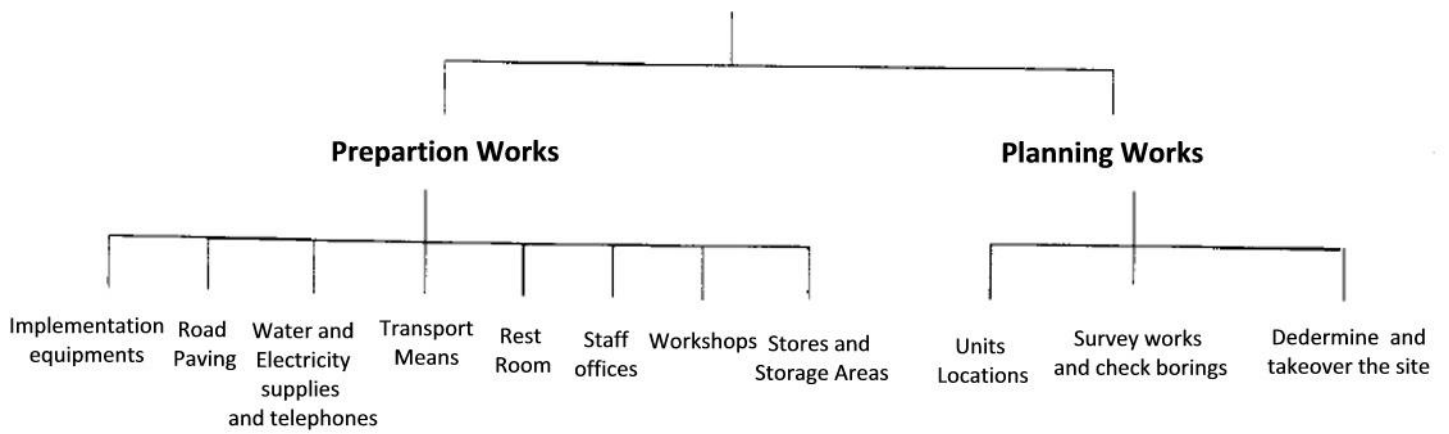 Prepartion Works
Planning Works
Implementation
equipments
Road
Paving
Water and
Electricity
supplies
and telephones
Transport
Means
Rest
Room
Staff
offices
Workshops
Stores and
Storage Areas
Units
Locations
Survey works
and check borings
Dedermine and
takeover the site